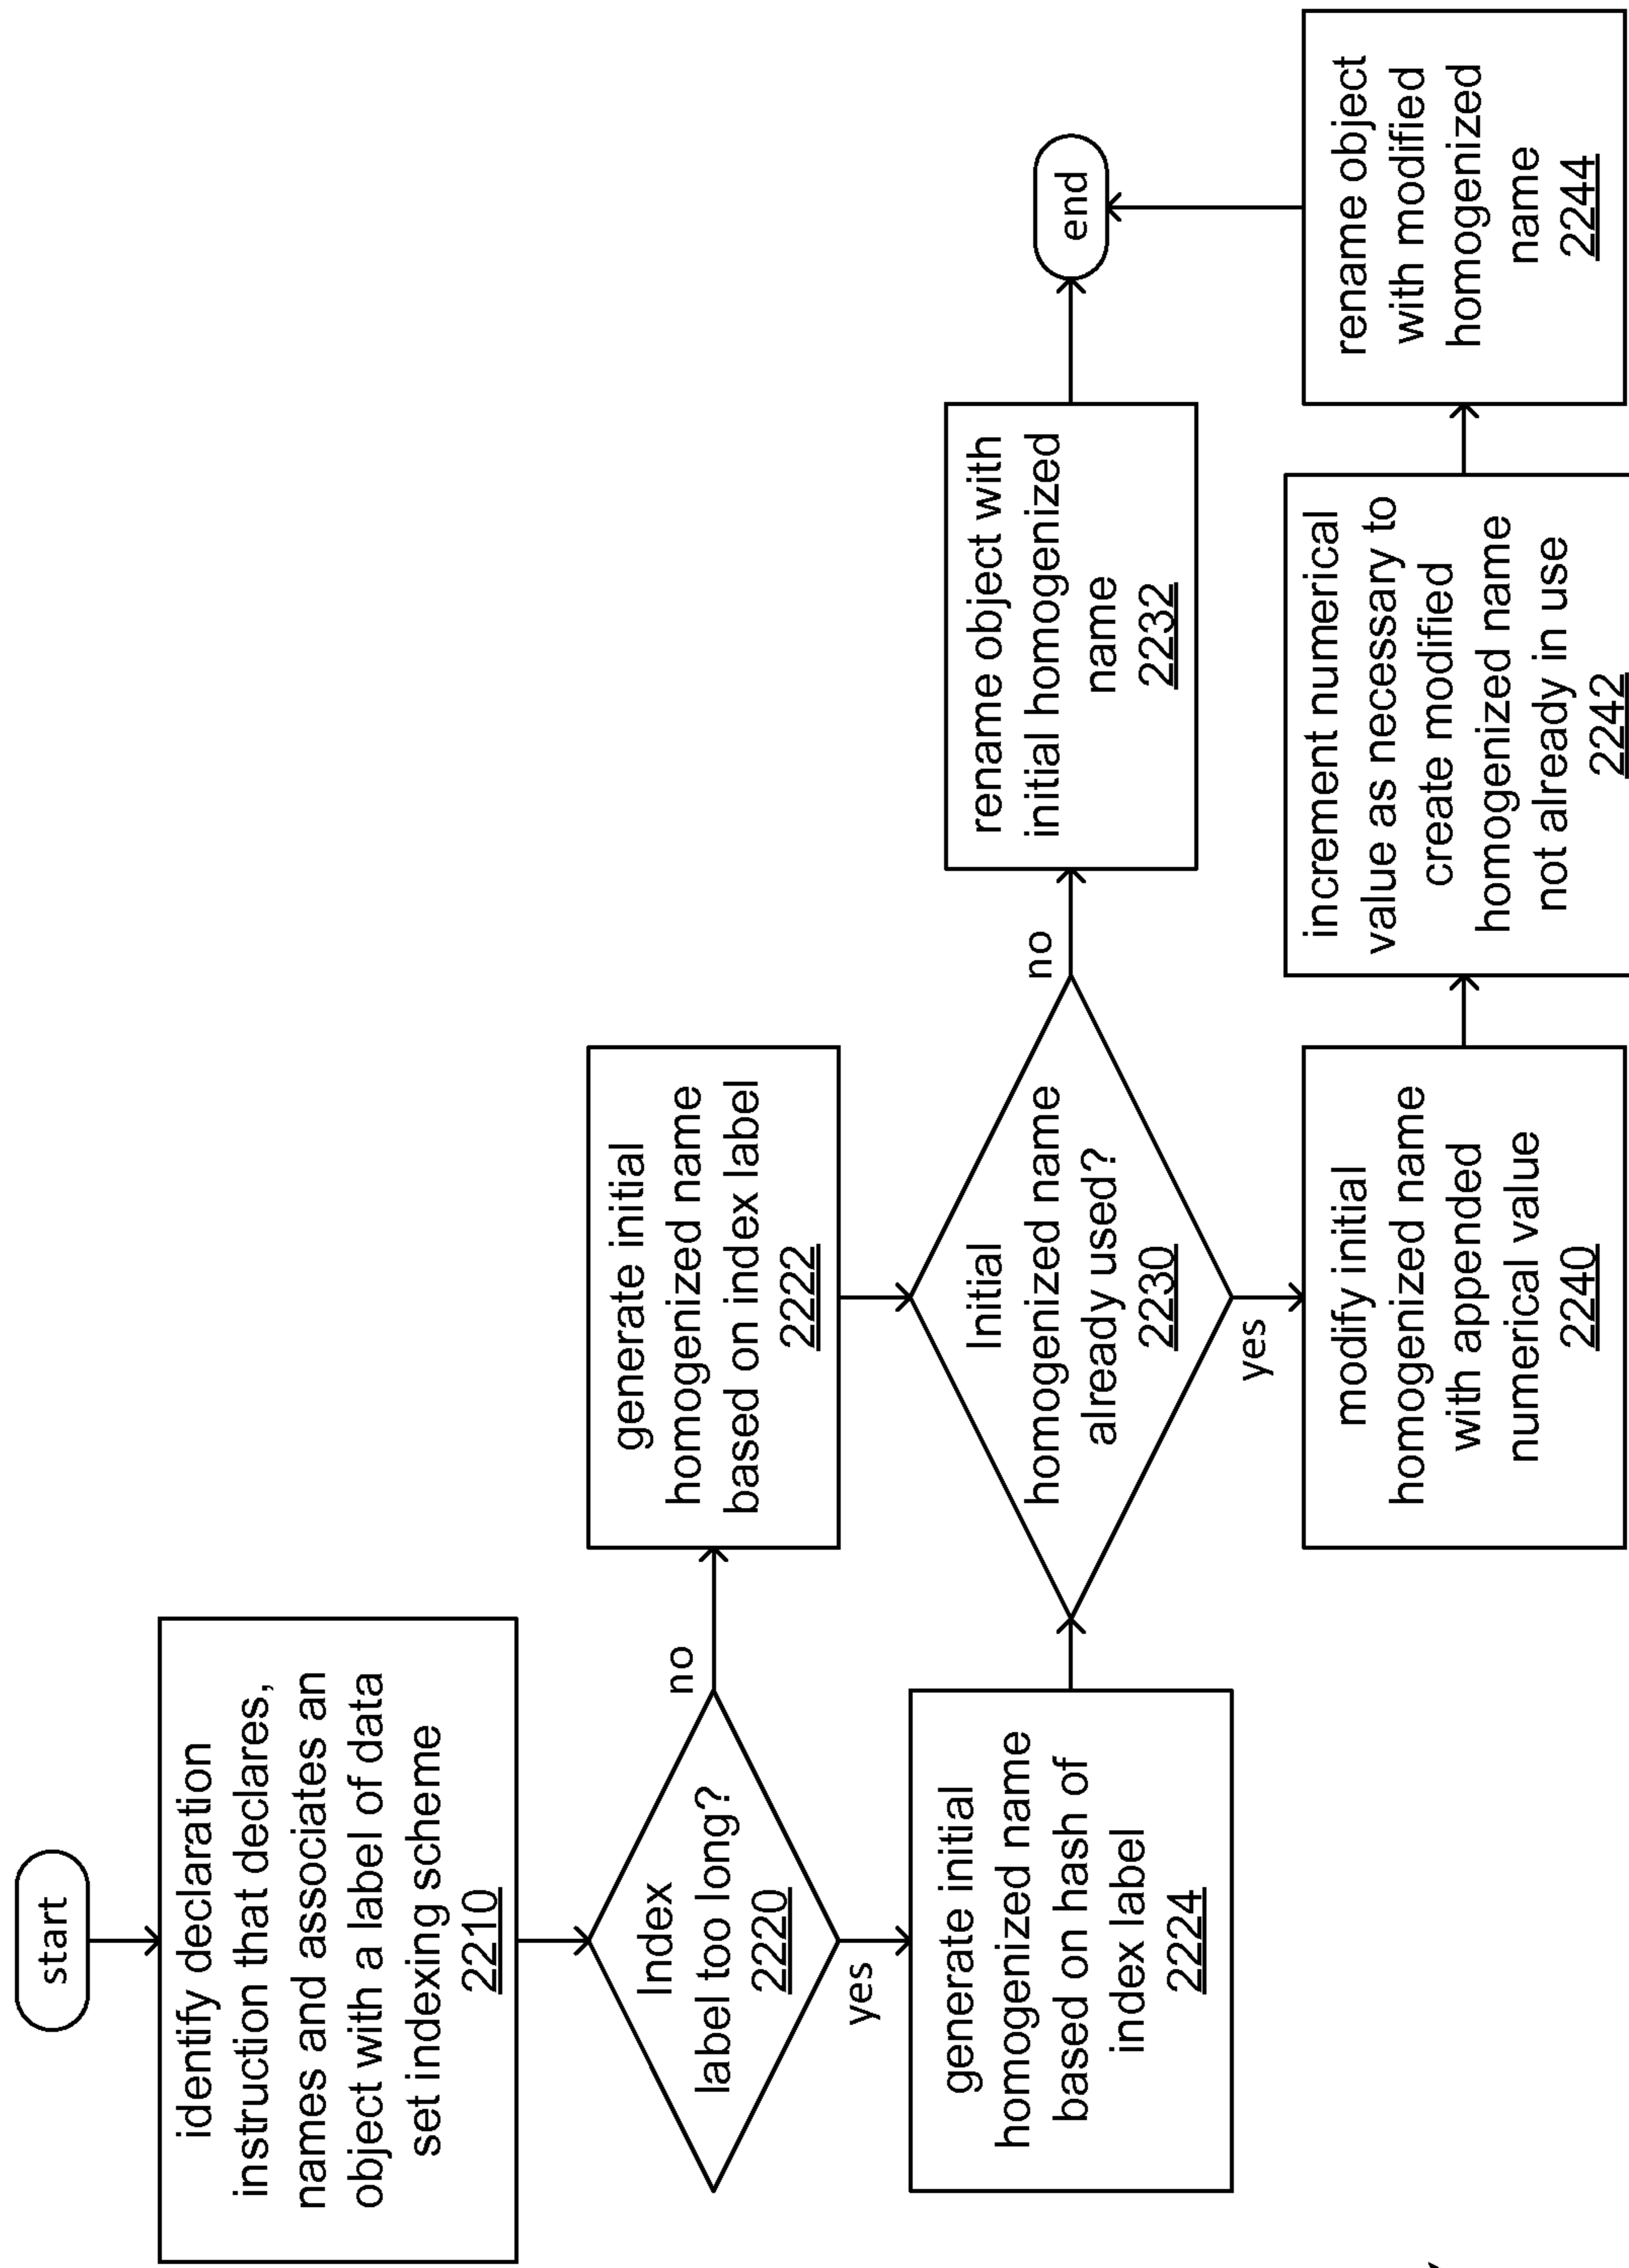 start
identify declaration
instruction that declares,
names and associates an
object with a label of data
set indexing scheme
2210
Index
label too long?
2220
no
yes
generate initial
homogenized name
based on index label
2222
generate initial
homogenized name
based on hash of
index label
2224
Initial
homogenized name
already used?
2230
no
yes
rename object with
initial homogenized
name
2232
end
modify initial
homogenized name
with appended
numerical value
2240
increment numerical
value as necessary to
create modified
homogenized name
not already in use
2242
rename object
with modified
homogenized
name
2244